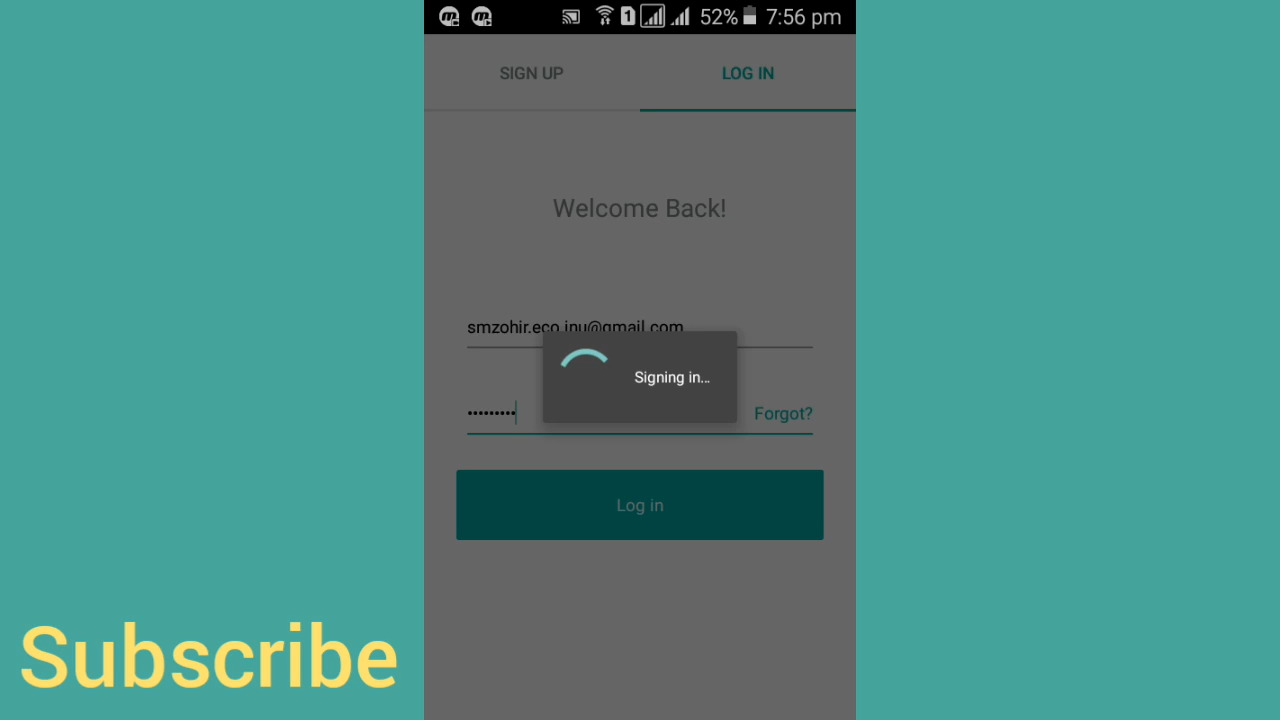 1 52% 7:56 pm
SIGN UP LOG IN
Welcome Back!
smzohir.eco.jnu@gmail.com
Signing in...
••••••••• Forgot?
Log in
Subscribe